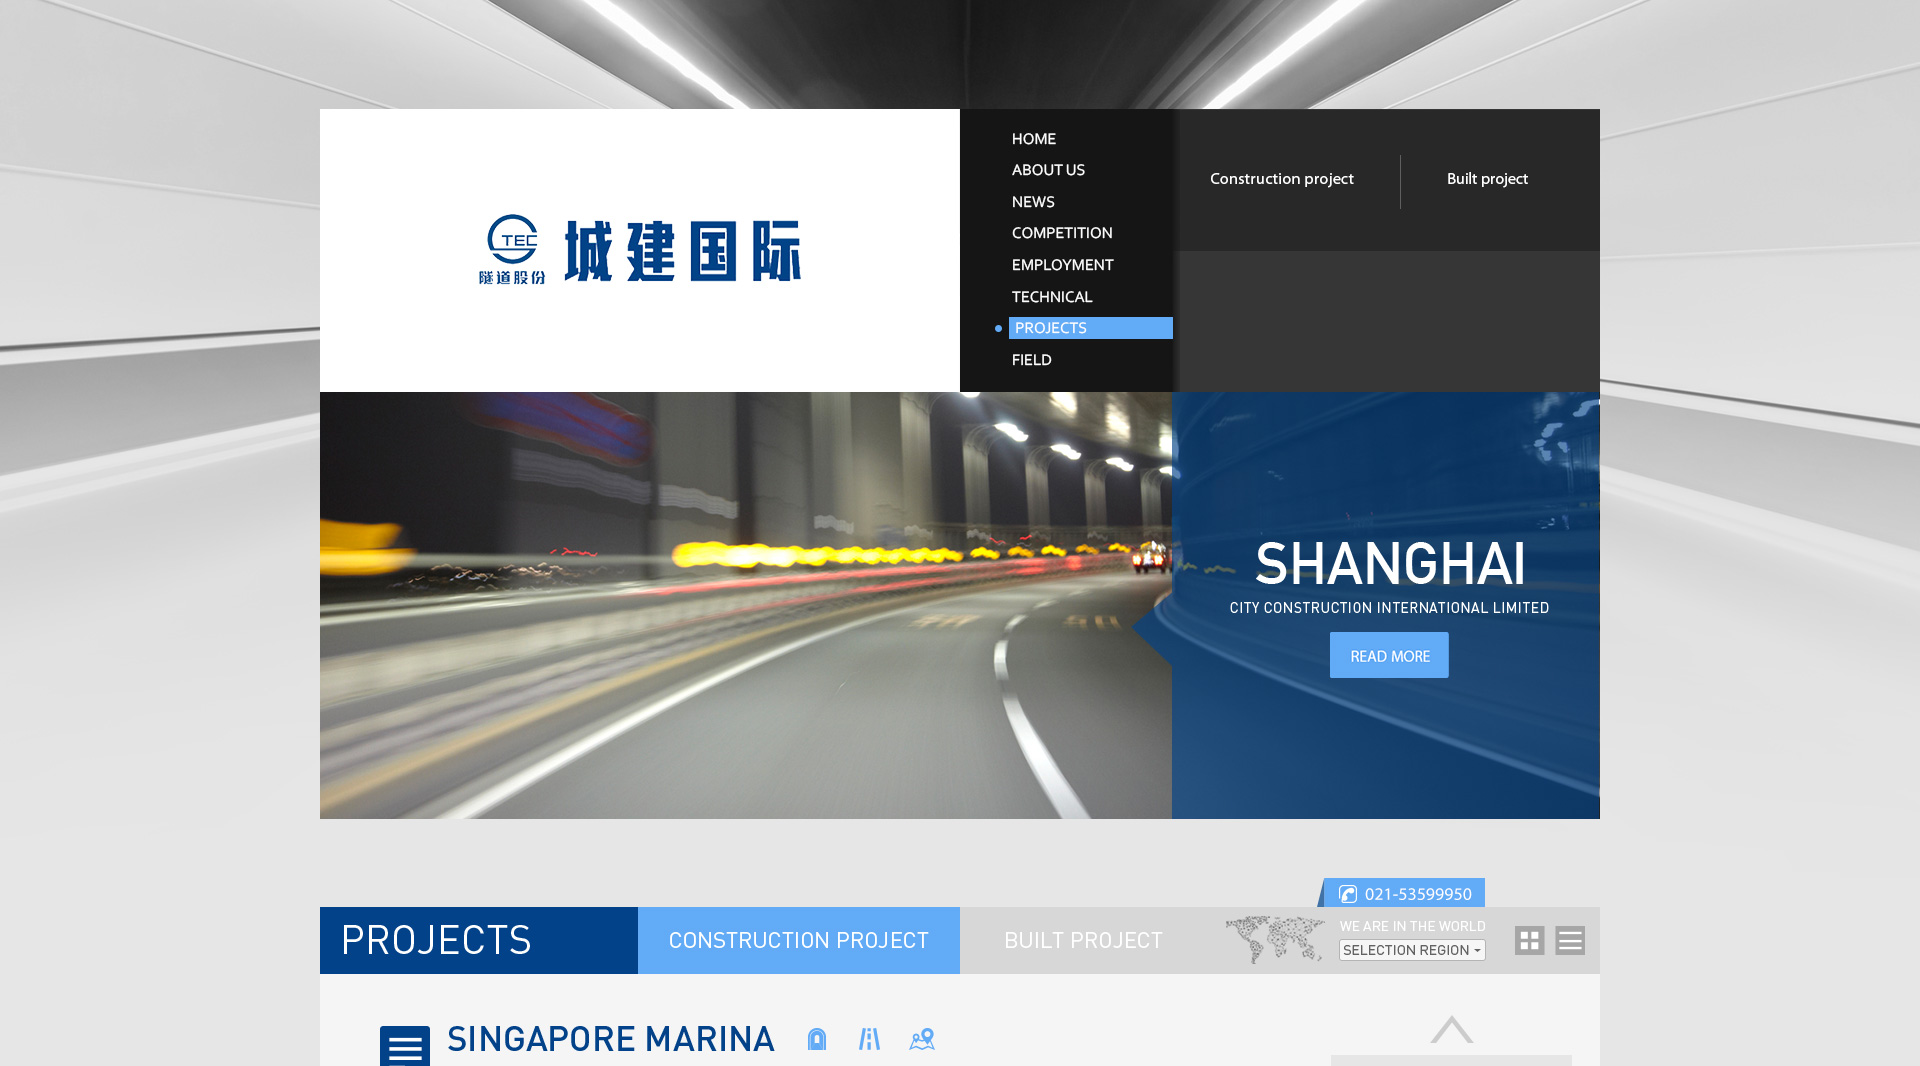 TEC
隧道股份
城建国际
HOME
ABOUT US
NEWS
COMPETITION
EMPLOYMENT
TECHNICAL
PROJECTS
FIELD
Construction project
Built project
SHANGHAI
CITY CONSTRUCTION INTERNATIONAL LIMITED
READ MORE
021-53599950
PROJECTS
CONSTRUCTION PROJECT
BUILT PROJECT
WE ARE IN THE WORLD
SELECTION REGION
SINGAPORE MARINA